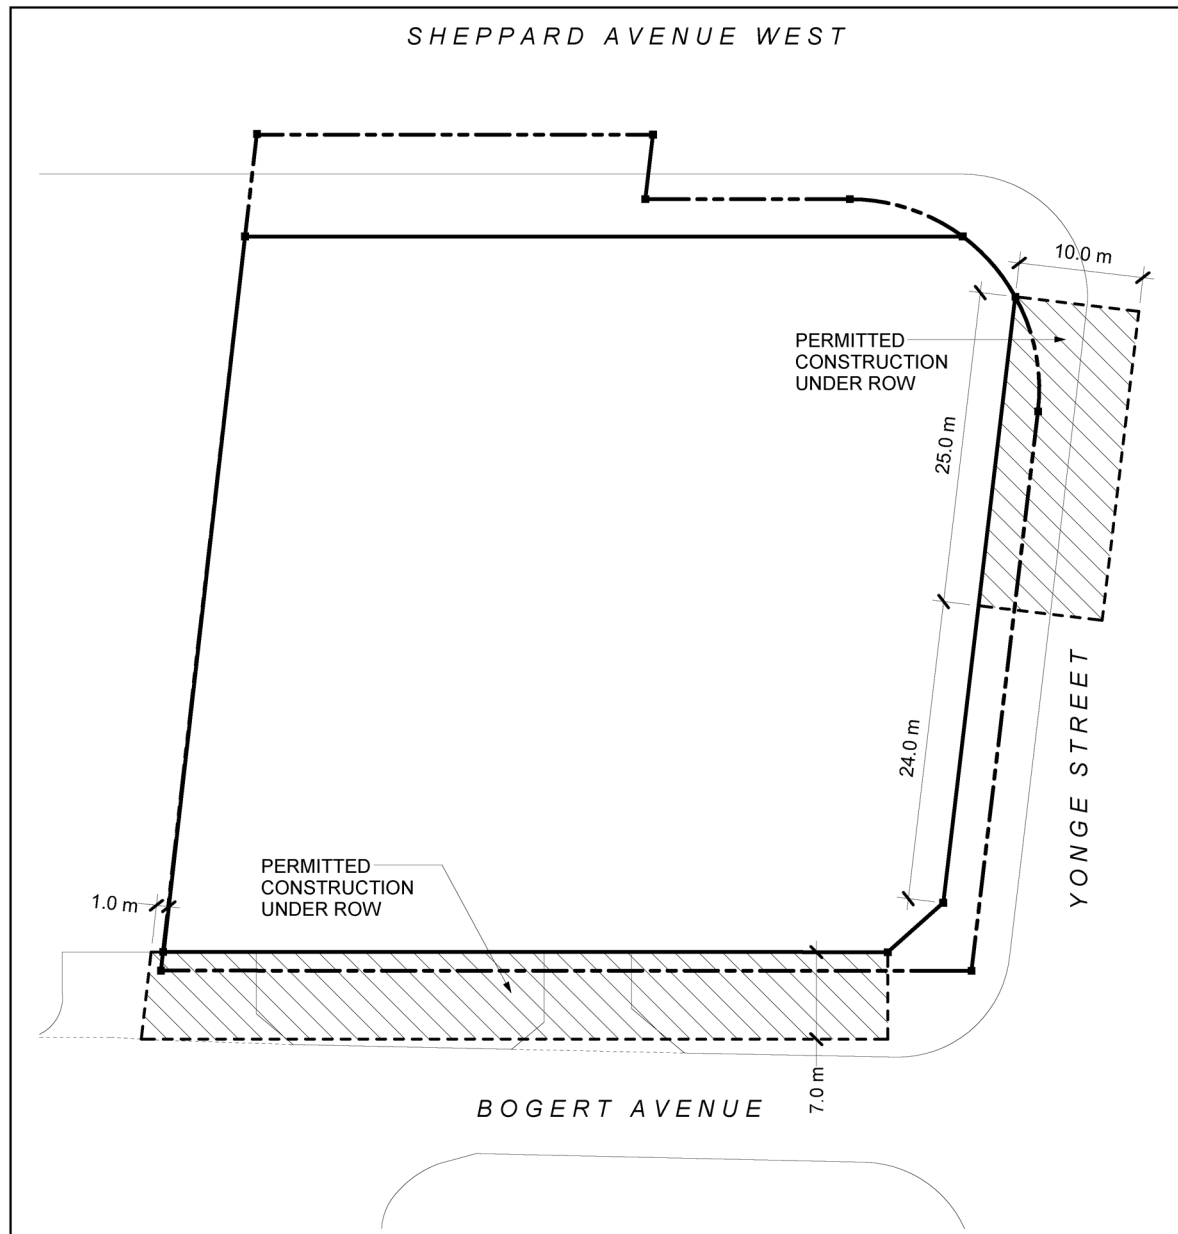 SHEPPARD AVENUE WEST
10.0 m
PERMITTED
CONSTRUCTION
UNDER ROW
25.0 m
24.0 m
YONGE STREET
PERMITTED
CONSTRUCTION
UNDER ROW
1.0 m
7.0 m
BOGERT AVENUE